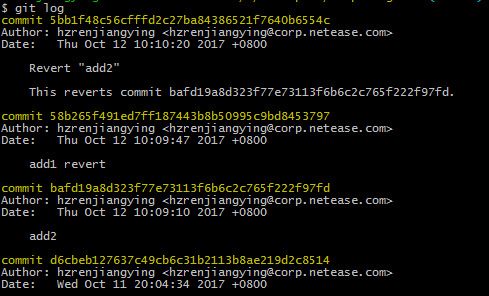 $ git log
commit 5bb1f48c56cfffd2c27ba84386521f7640b6554c
Author: hzrenjiangying <hzrenjiangying@corp.netease.com>
Date:   Thu Oct 12 10:10:20 2017 +0800
Revert "add2"
This reverts commit bafd19a8d323f77e73113f6b6c2c765f222f97fd.
commit 58b265f491ed7ff187443b8b50995c9bd8453797
Author: hzrenjiangying <hzrenjiangying@corp.netease.com>
Date:   Thu Oct 12 10:09:47 2017 +0800
add1 revert
commit bafd19a8d323f77e73113f6b6c2c765f222f97fd
Author: hzrenjiangying <hzrenjiangying@corp.netease.com>
Date:   Thu Oct 12 10:09:10 2017 +0800
add2
commit d6cbeb127637c49cb6c31b2113b8ae219d2c8514
Author: hzrenjiangying <hzrenjiangying@corp.netease.com>
Date:   Wed Oct 11 20:04:34 2017 +0800